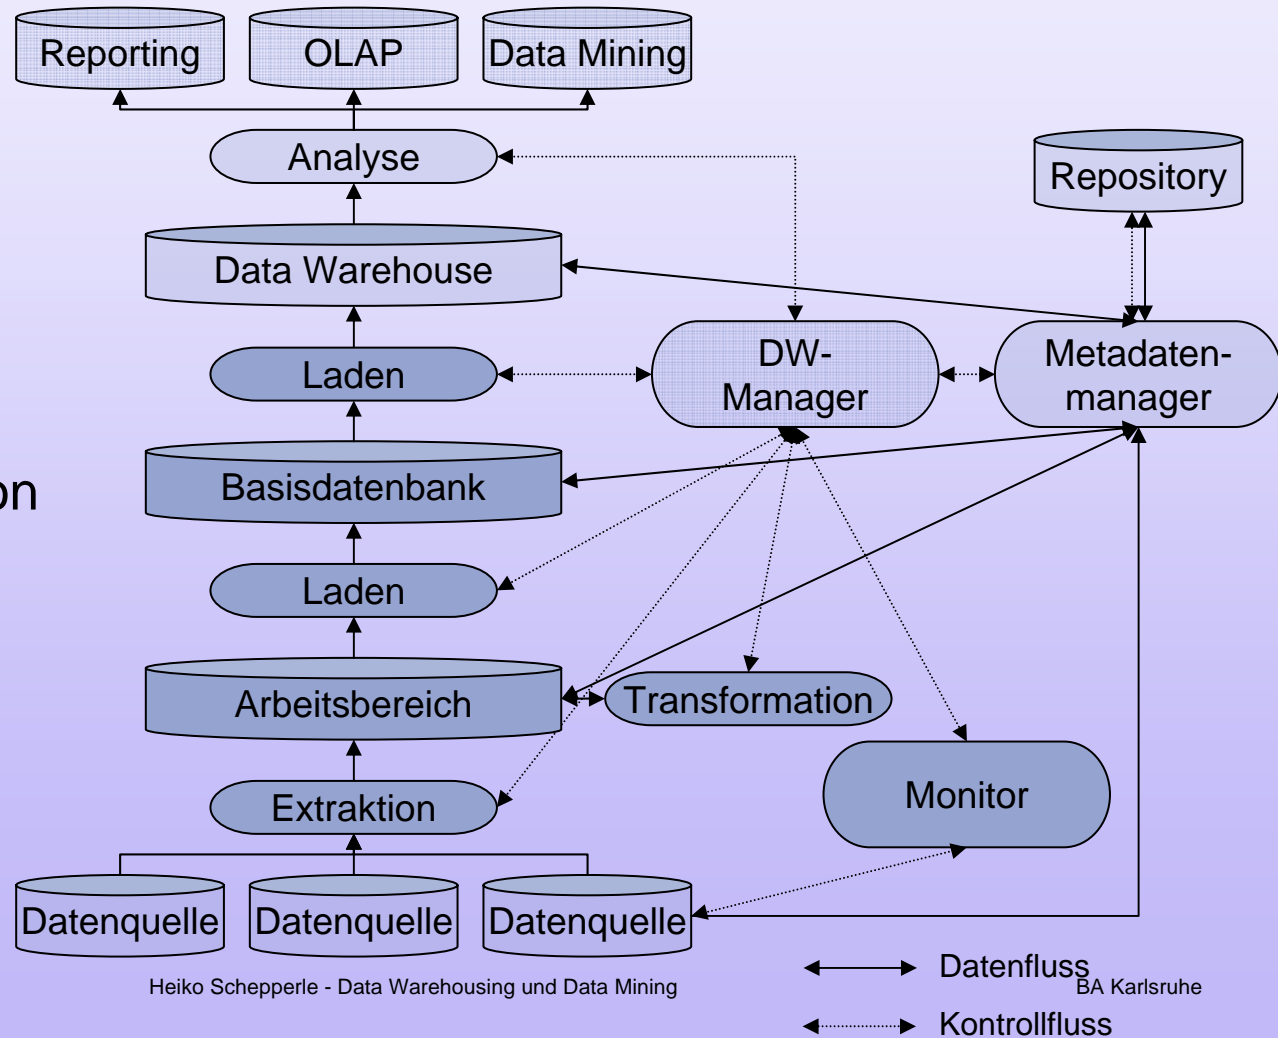 Reporting
OLAP
Data Mining
Analyse
Repository
Data Warehouse
Laden
DW-
Manager
Metadaten-
manager
Basisdatenbank
on
Laden
Arbeitsbereich
Transformation
Extraktion
Monitor
Datenquelle
Datenquelle
Datenquelle
Datenfluss
Heiko Schepperle - Data Warehousing und Data Mining
BA Karlsruhe
Kontrollfluss